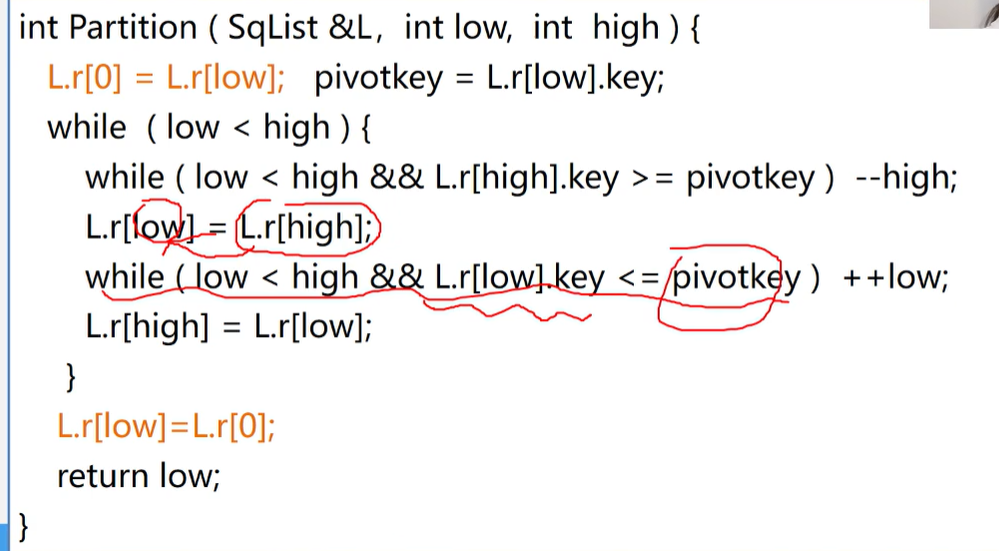 int Partition ( SqList &L,  int low,  int  high ) {
L.r[0] = L.r[low];   pivotkey = L.r[low].key;
while  ( low < high ) {
while ( low < high && L.r[high].key >= pivotkey )  --high;
L.r[low] = L.r[high];
while ( low < high && L.r[low].key <= pivotkey )  ++low;
L.r[high] = L.r[low];
}
L.r[low]=L.r[0];
return low;
}